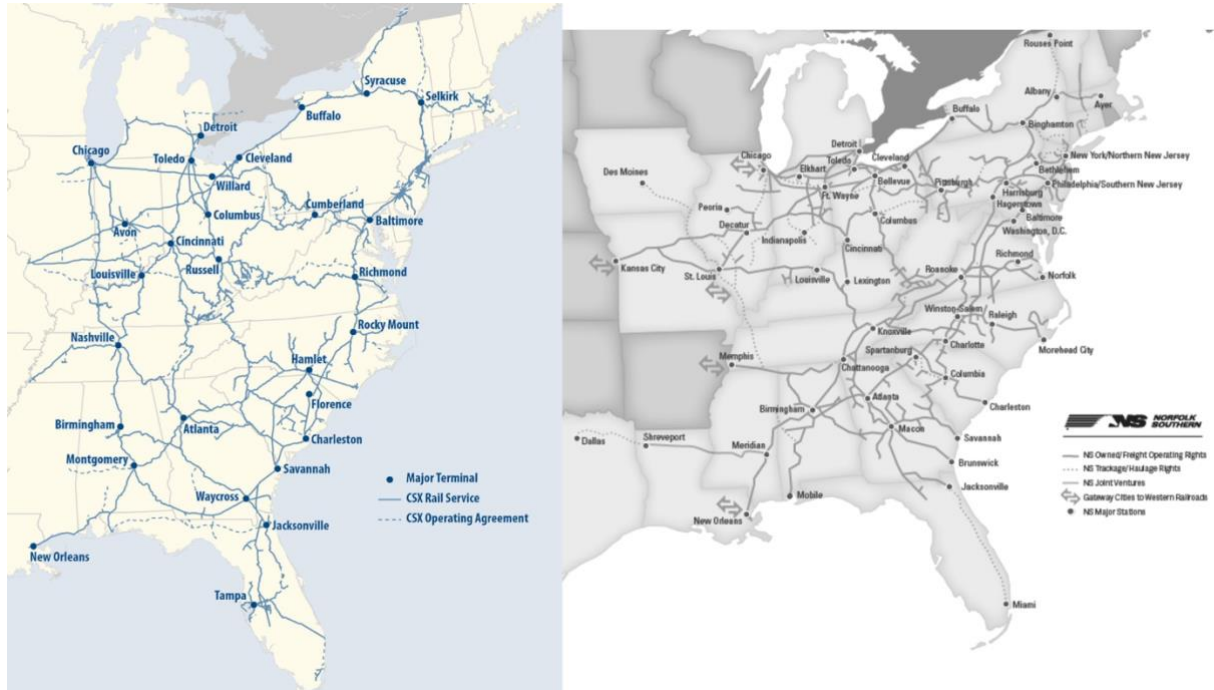 Syracuse
Selkirk
Buffalo
Detroit
Chicago
Toledo
Cleveland
Willard
Columbus
Cumberland
Baltimore
Avon
Cincinnati
Louisville
Russell
Richmond
Nashville
Rocky Mount
Hamlet
Florence
Birmingham
Atlanta
Charleston
Montgomery
Savannah
Waycross
Jacksonville
New Orleans
Tampa
Major Terminal
CSX Rail Service
CSX Operating Agreement
Rouses Point
Albany
Ayer
Buffalo
Binghamton
Detroit
Chicago
Toledo
Cleveland
New York/Northern New Jersey
Elkhart
Bethlehem
Des Moines
Ft. Wayne
Bellevue
Pittsburgh
Harrisburg
Philadelphia/Southern New Jersey
Hagerstown
Peoria
Columbus
Baltimore
Decatur
Indianapolis
Washington, D.C.
Cincinnati
Kansas City
St. Louis
Louisville
Lexington
Roanoke
Richmond
Norfolk
Winston-Salem
Raleigh
Knoxville
Charlotte
Morehead City
Memphis
Spartanburg
Chattanooga
Columbia
Atlanta
Charleston
Birmingham
Macon
Dallas
Shreveport
Meridian
Savannah
Brunswick
Mobile
Jacksonville
New Orleans
Miami
NS NORFOLK
SOUTHERN
NS Owned/Freight Operating Rights
NS Trackage/Haulage Rights
NS Joint Ventures
Gateway Cities to Western Railroads
NS Major Stations